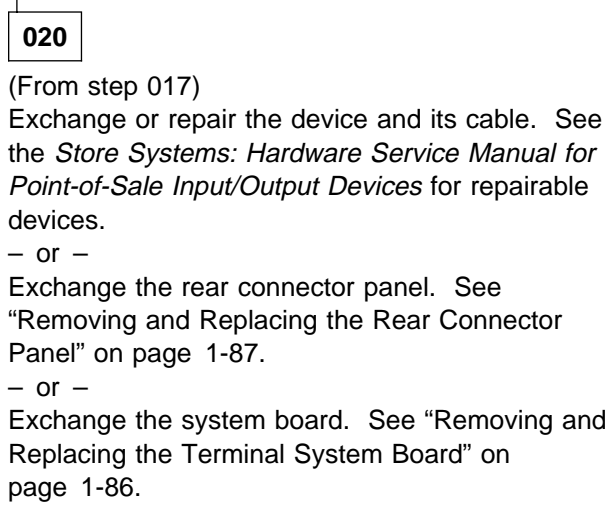 020
(From step 017)
Exchange or repair the device and its cable. See
the Store Systems: Hardware Service Manual for
Point-of-Sale Input/Output Devices for repairable
devices.
– or –
Exchange the rear connector panel. See
“Removing and Replacing the Rear Connector
Panel” on page 1-87.
– or –
Exchange the system board. See “Removing and
Replacing the Terminal System Board” on
page 1-86.